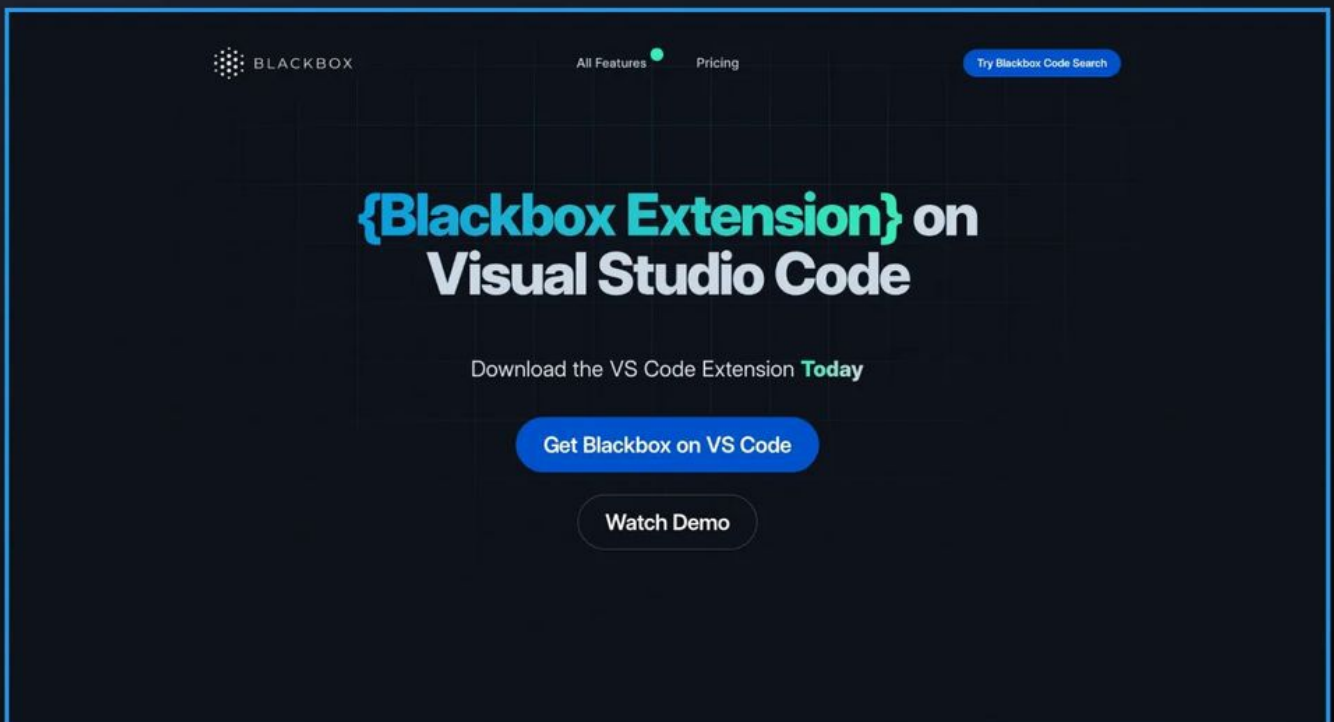 BLACKBOX
All Features
Pricing
Try Blackbox Code Search
{Blackbox Extension} on
Visual Studio Code
Download the VS Code Extension Today
Get Blackbox on VS Code
Watch Demo